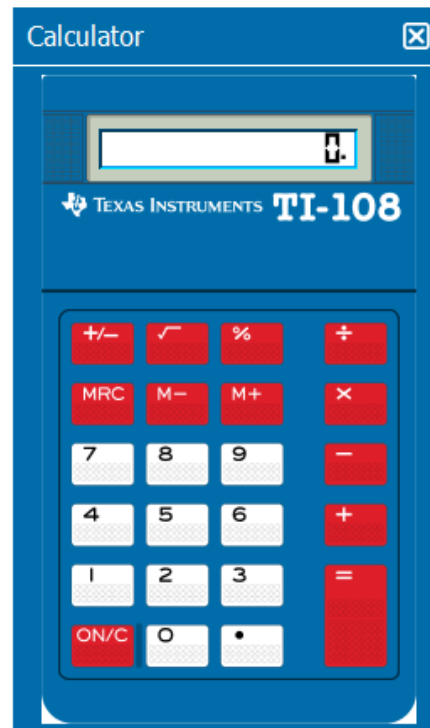 Calculator
0.
TEXAS INSTRUMENTS TI-108
+/− √ % ÷
MRC M− M+ ×
7 8 9 −
4 5 6 +
1 2 3 =
ON/C 0 •